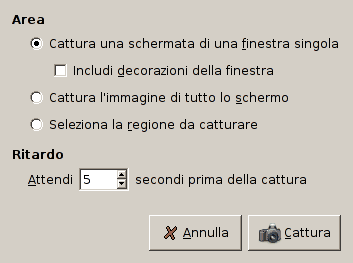 Area
Cattura una schermata di una finestra singola
Includi decorazioni della finestra
Cattura l'immagine di tutto lo schermo
Seleziona la regione da catturare
Ritardo
Attendi 5 secondi prima della cattura
Annulla Cattura